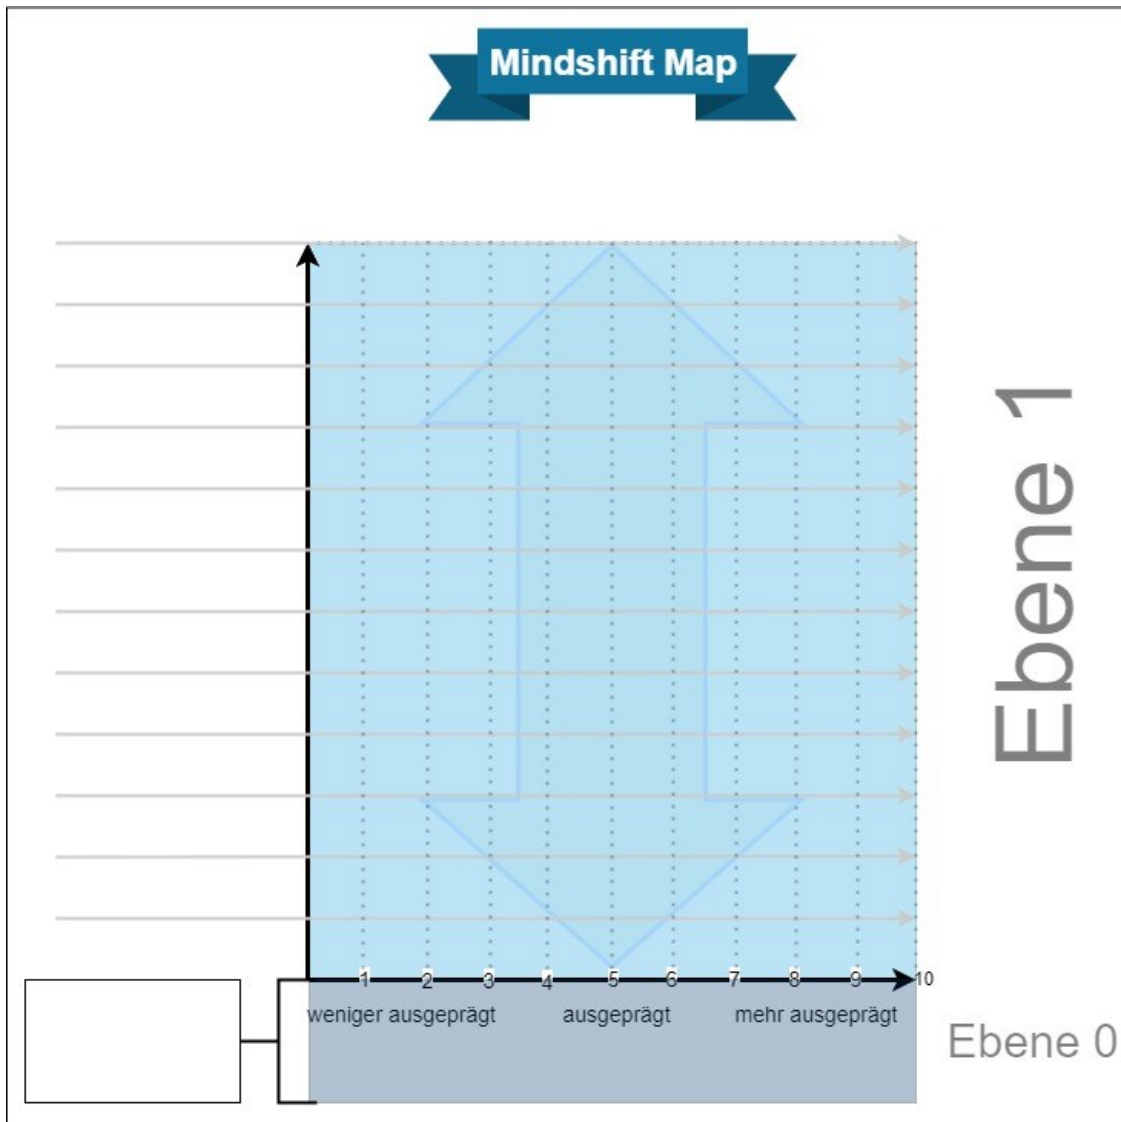 Mindshift Map
Ebene 1
1 2 3 4 5 6 7 8 9 10
weniger ausgeprägt ausgeprägt mehr ausgeprägt
Ebene 0